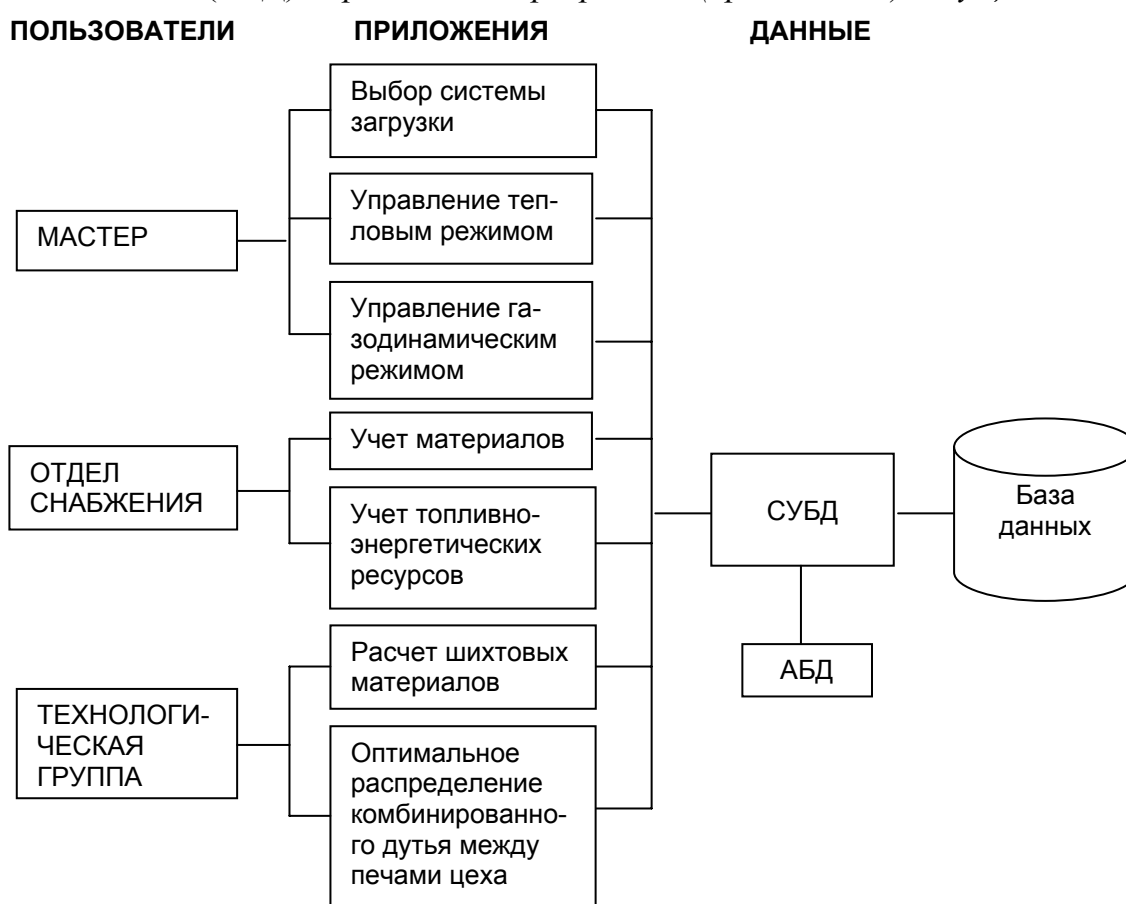 ПОЛЬЗОВАТЕЛИ ПРИЛОЖЕНИЯ ДАННЫЕ
Выбор системы
загрузки
Управление теп-
ловым режимом
МАСТЕР
Управление га-
зодинамическим
режимом
Учет материалов
ОТДЕЛ
СНАБЖЕНИЯ
Учет топливно-
энергетических
ресурсов
СУБД
База
данных
АБД
Расчет шихтовых
материалов
ТЕХНОЛОГИ-
ЧЕСКАЯ
ГРУППА
Оптимальное
распределение
комбинированно-
го дутья между
печами цеха